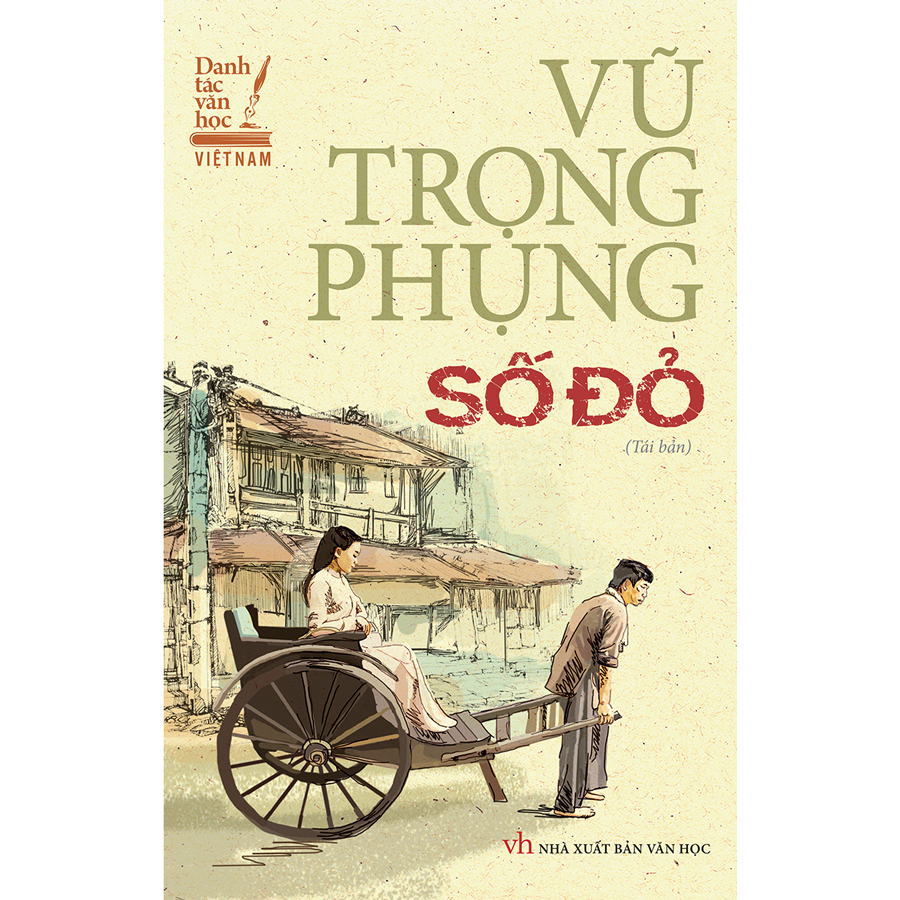 Danh
tác
văn
học
VIỆT NAM
VŨ
TRỌNG
PHỤNG
SỐ ĐỎ
(Tái bản)
vh NHÀ XUẤT BẢN VĂN HỌC